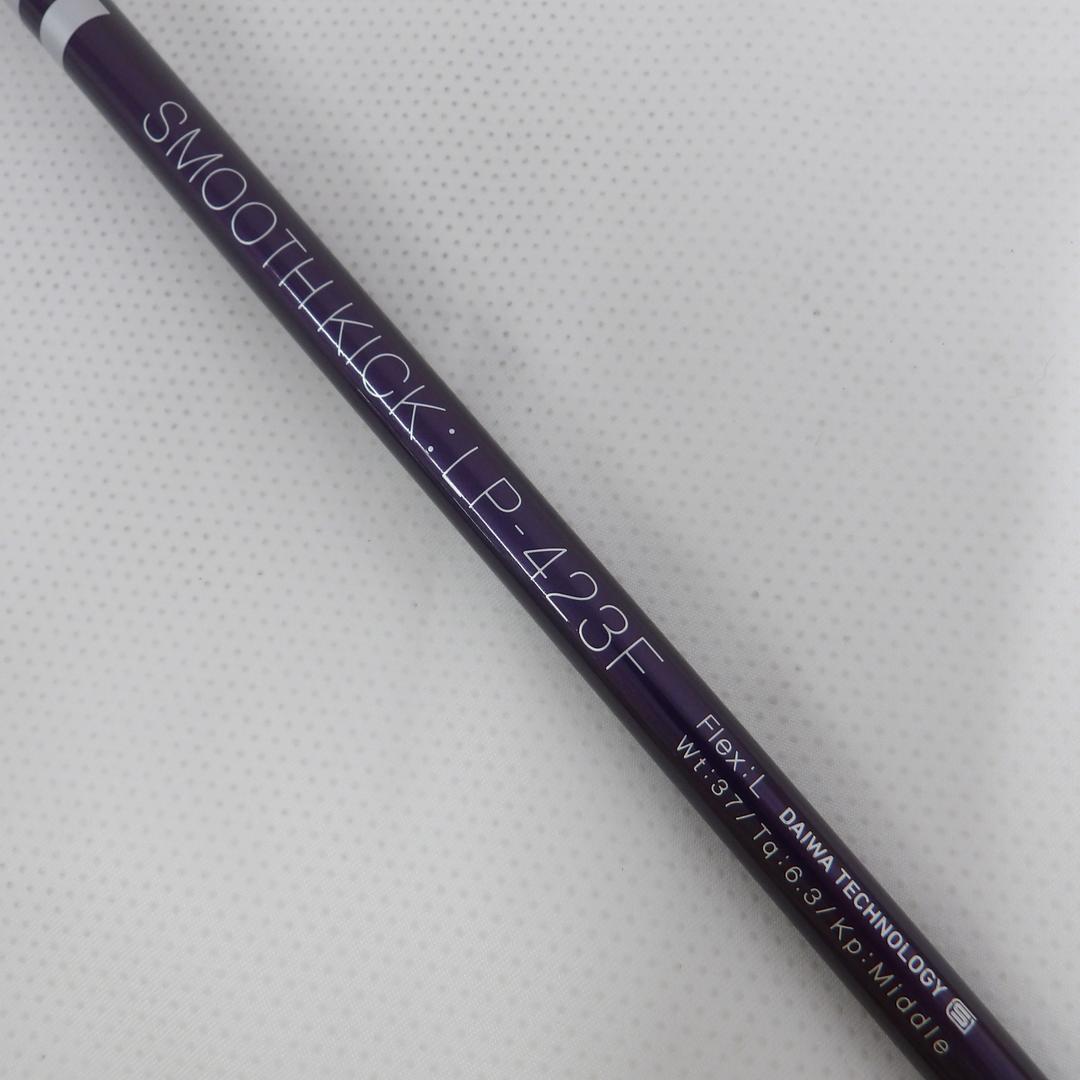 SMOOTH KICK:LP-423F
Flex:L
Wt:37/Tq:6.3/Kp:Middle
DAIWA TECHNOLOGY